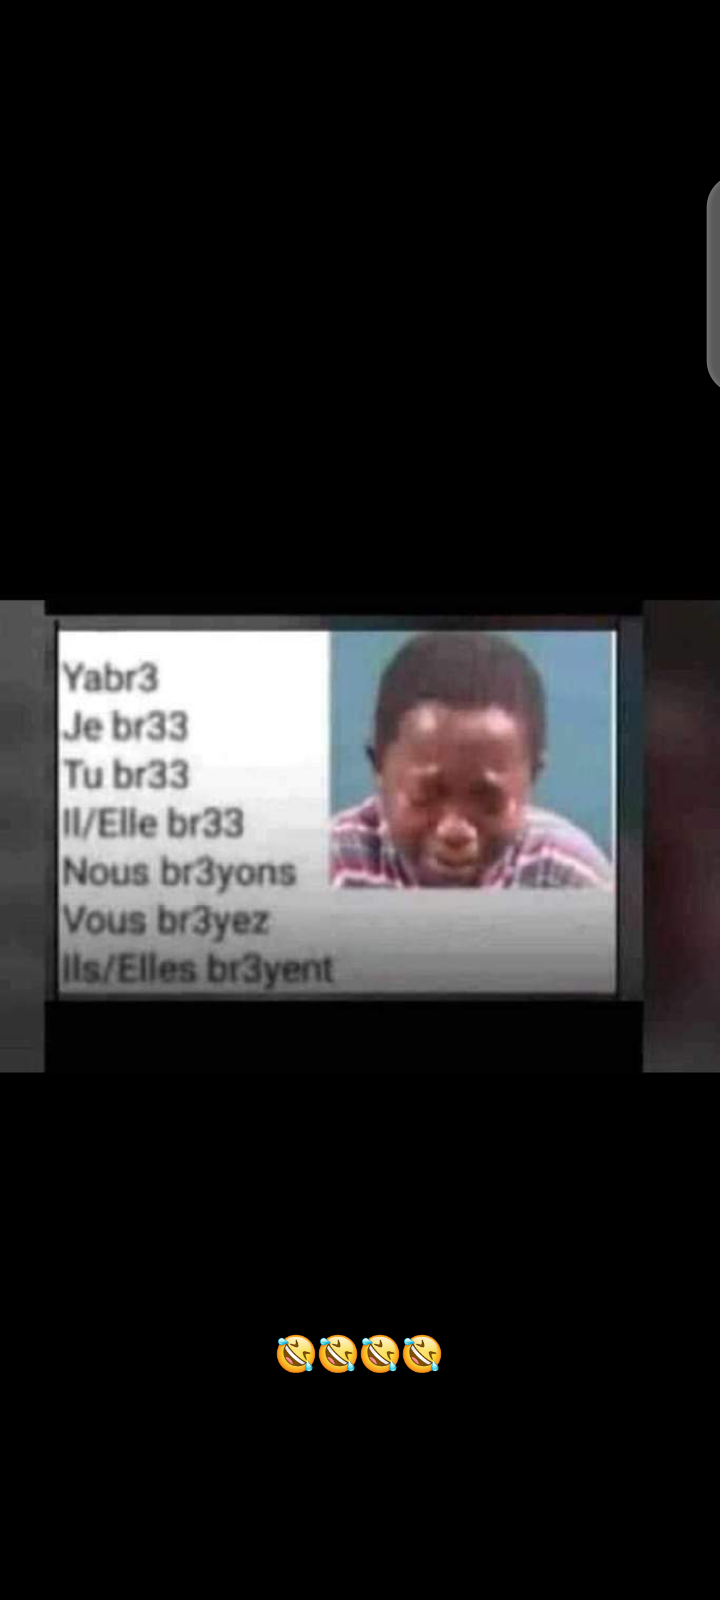 Yabr3
Je br33
Tu br33
Il/Elle br33
Nous br3yons
Vous br3yez
Ils/Elles br3yent
🤣🤣🤣🤣